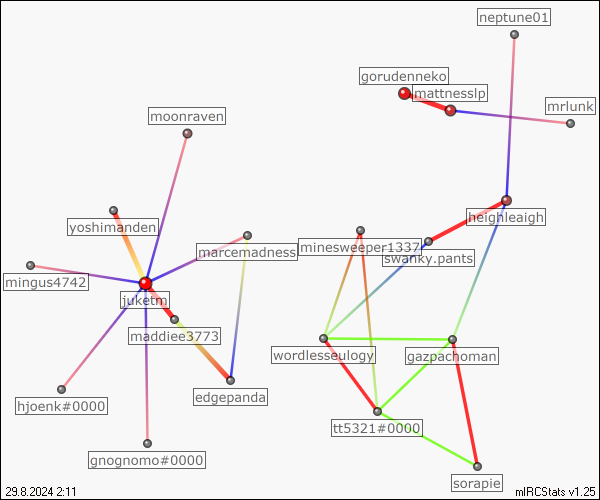 neptune01
gorudenneko
mattnesslp
mrlunk
moonraven
heighleaigh
yoshimanden
marcemadness
minesweeper1337
swanky.pants
mingus4742
juketm
maddiee3773
wordlesseulogy
gazpachoman
edgepanda
hjoenk#0000
tt5321#0000
gnognomo#0000
sorapie
29.8.2024 2:11
mIRCStats v1.25